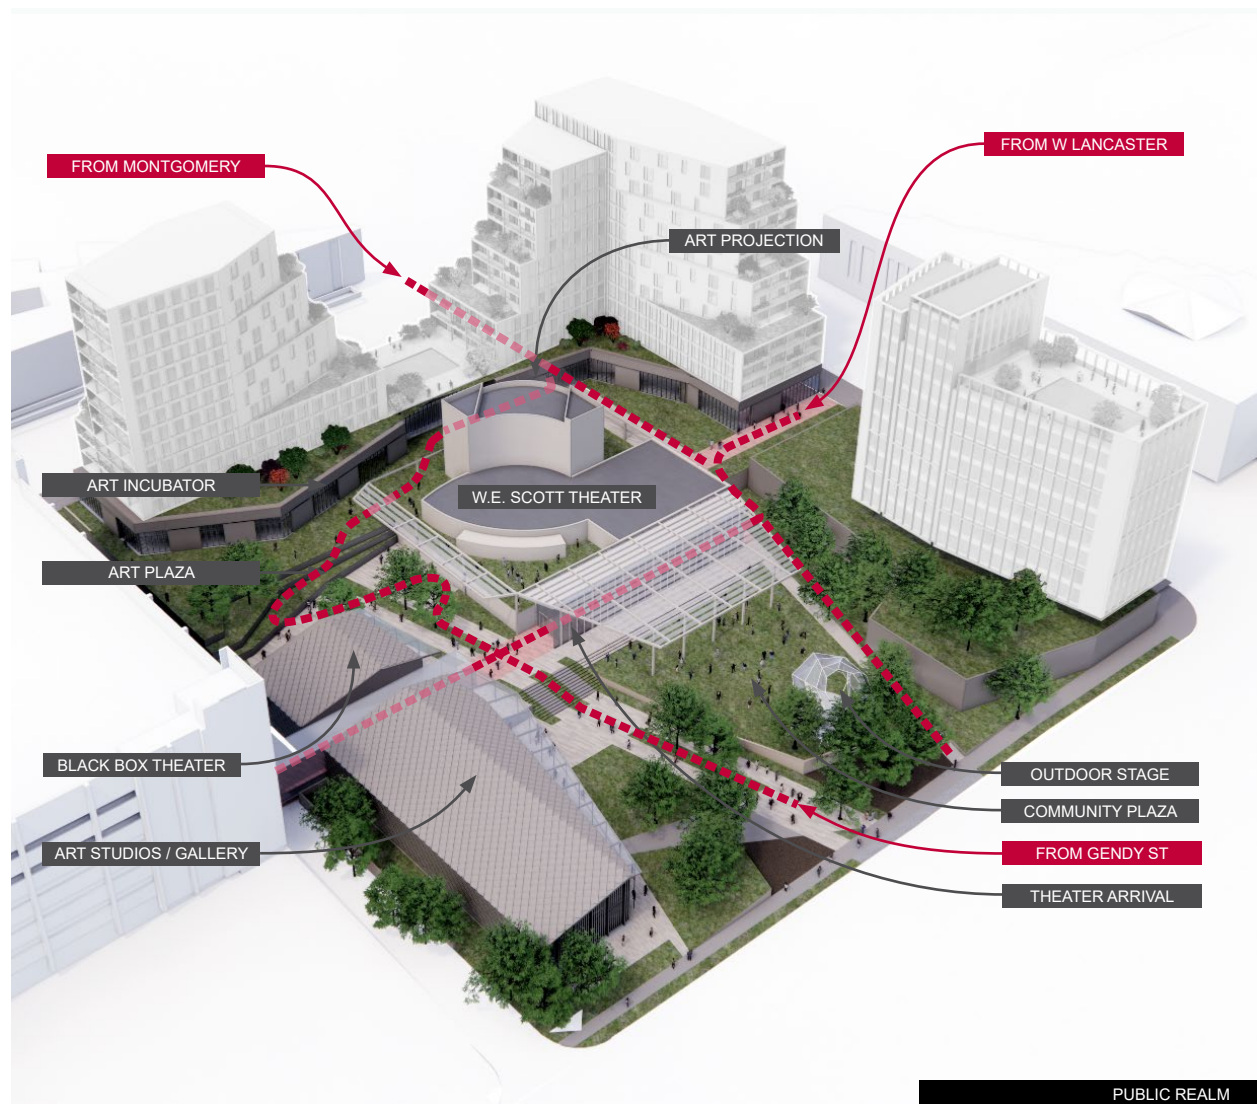 FROM W LANCASTER
FROM MONTGOMERY
ART PROJECTION
ART INCUBATOR
W.E. SCOTT THEATER
ART PLAZA
BLACK BOX THEATER
OUTDOOR STAGE
COMMUNITY PLAZA
ART STUDIOS / GALLERY
FROM GENDY ST
THEATER ARRIVAL
PUBLIC REALM